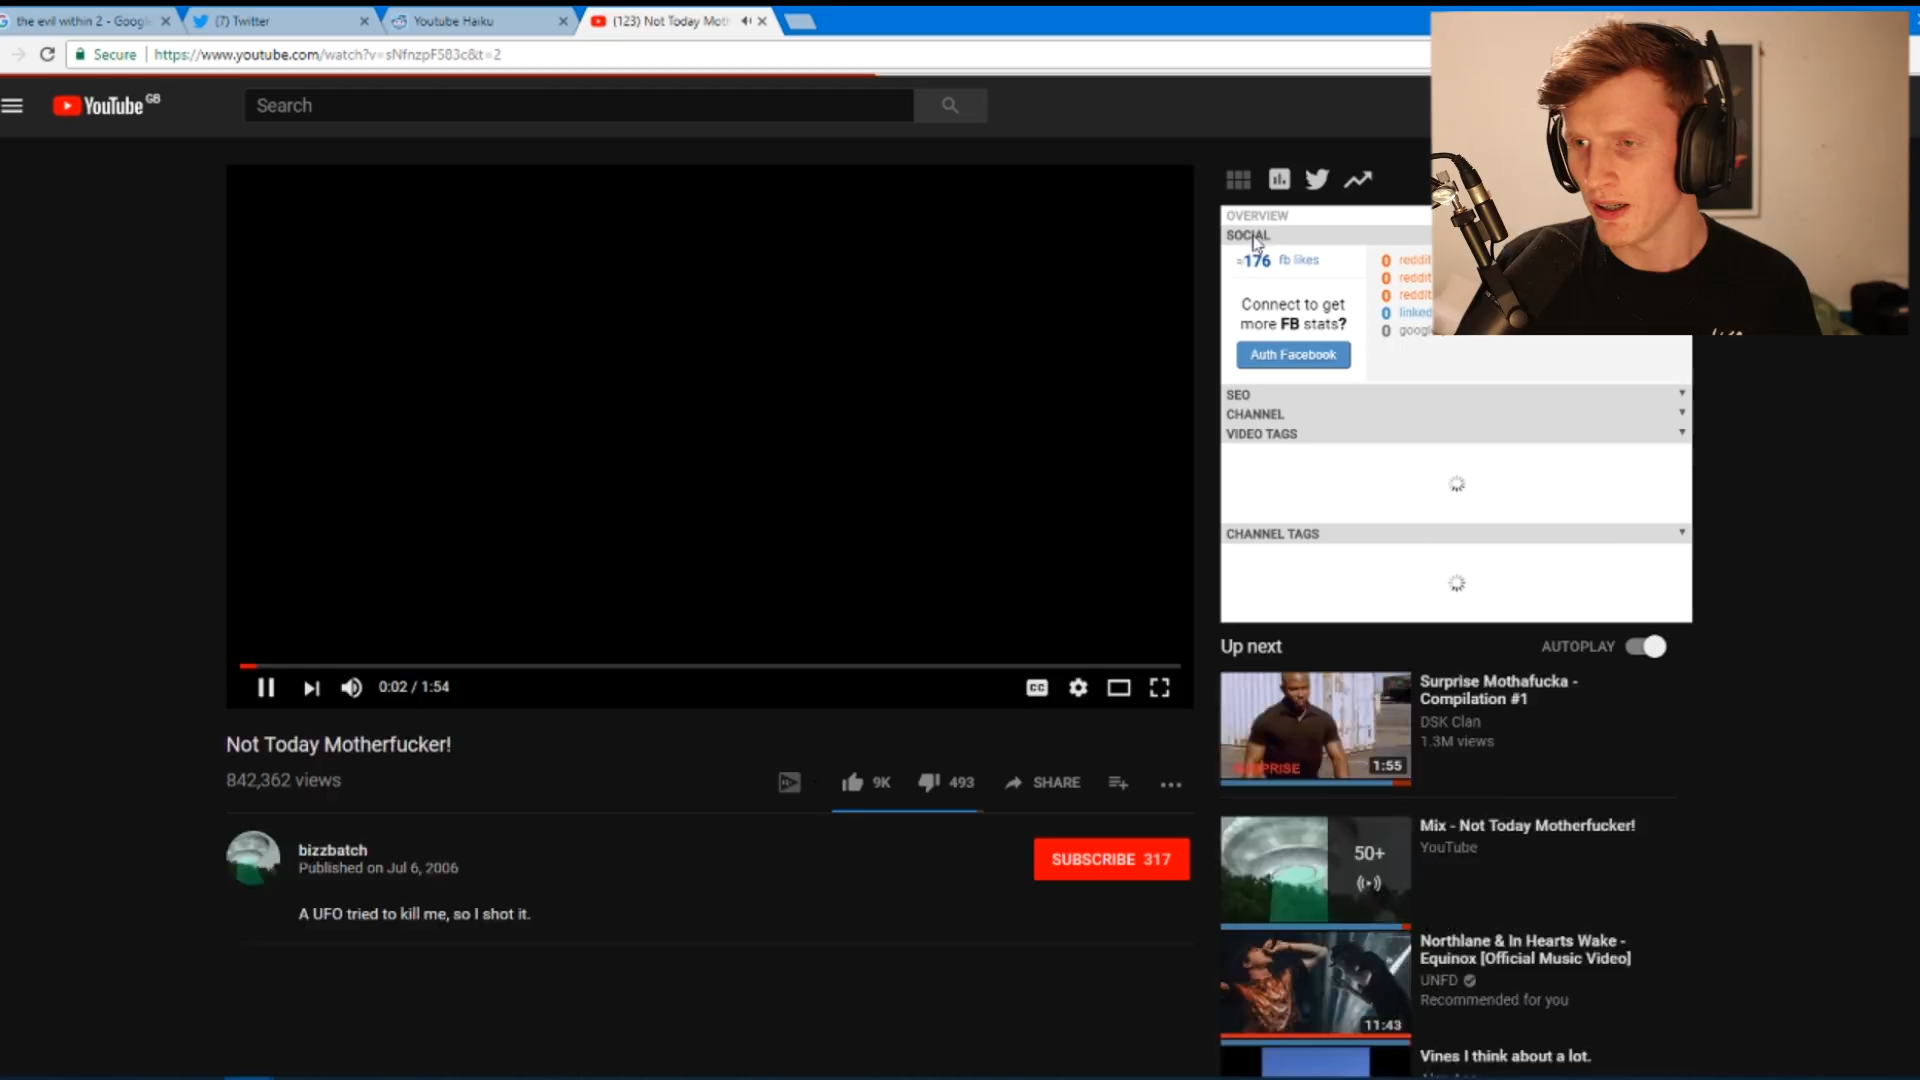 the evil within 2 - Googl
(7) Twitter
Youtube Haiku
(123) Not Today Moth
Secure
https://www.youtube.com/watch?v=sNfnzpF583c&t=2
YouTube GB
Search
OVERVIEW
SOCIAL
≈176 fb likes
0 reddit
0 reddit
0 reddit
0 linked
0 googl
Connect to get
more FB stats?
Auth Facebook
SEO
CHANNEL
VIDEO TAGS
CHANNEL TAGS
0:02 / 1:54
CC
Not Today Motherfucker!
842,362 views
9K
493
SHARE
bizzbatch
Published on Jul 6, 2006
SUBSCRIBE 317
A UFO tried to kill me, so I shot it.
Up next
AUTOPLAY
SURPRISE
1:55
Surprise Mothafucka -
Compilation #1
DSK Clan
1.3M views
50+
Mix - Not Today Motherfucker!
YouTube
11:43
Northlane & In Hearts Wake -
Equinox [Official Music Video]
UNFD
Recommended for you
Vines I think about a lot.